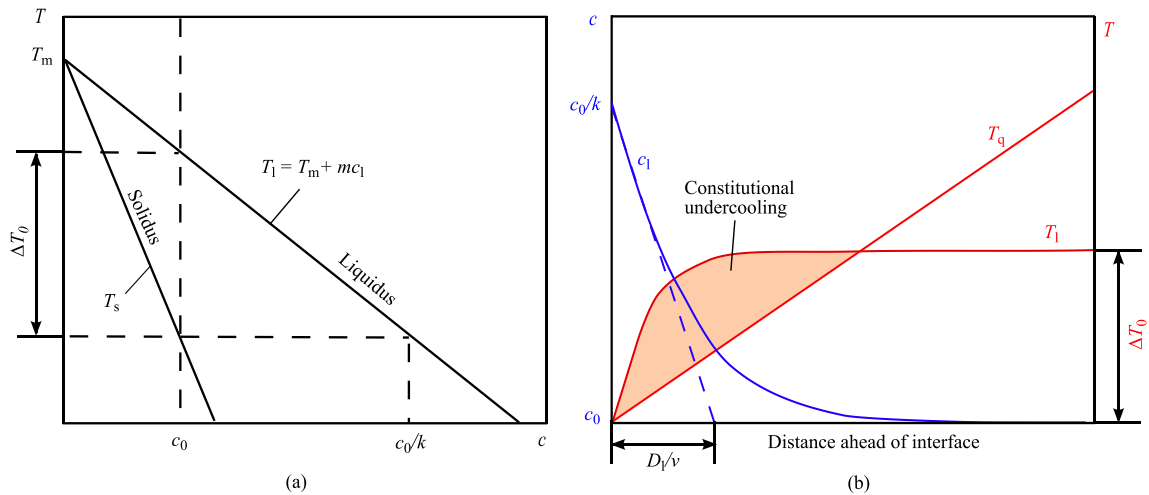 T
T_m
ΔT_0
Solidus
T_s
T_l = T_m + mc_l
Liquidus
c_0
c_0/k
c
(a)
c
T
c_0/k
c_l
T_q
Constitutional
undercooling
T_l
ΔT_0
c_0
D_l/v
Distance ahead of interface
(b)